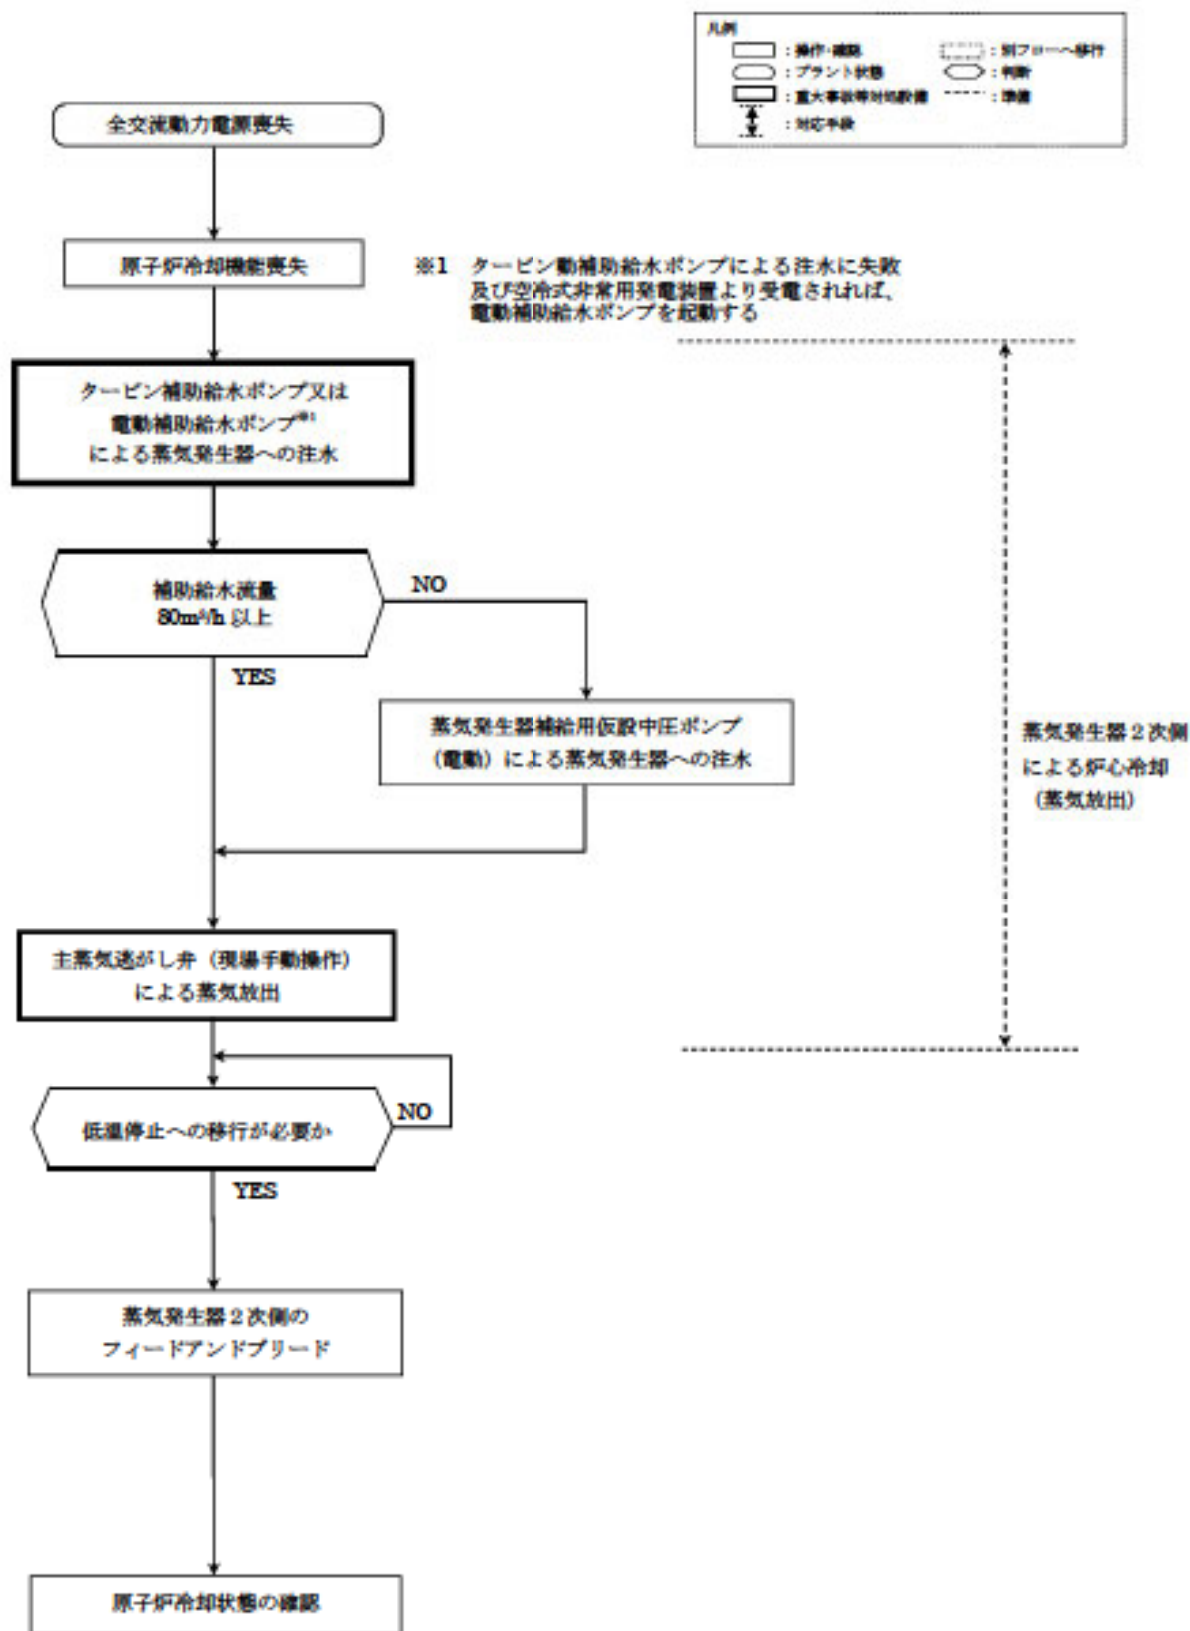 凡例
：操作・確認
：別フローへ移行
：プラント状態
：判断
：重大事故等対処設備
：準備
：対応手段
全交流動力電源喪失
原子炉冷却機能喪失
※1 タービン動補助給水ポンプによる注水に失敗
及び空冷式非常用発電装置より受電されれば、
電動補助給水ポンプを起動する
タービン補助給水ポンプ又は
電動補助給水ポンプ※1
による蒸気発生器への注水
補助給水流量
80m³/h 以上
NO
YES
蒸気発生器補給用仮設中圧ポンプ
（電動）による蒸気発生器への注水
蒸気発生器２次側
による炉心冷却
（蒸気放出）
主蒸気逃がし弁（現場手動操作）
による蒸気放出
低温停止への移行が必要か
NO
YES
蒸気発生器２次側の
フィードアンドブリード
原子炉冷却状態の確認